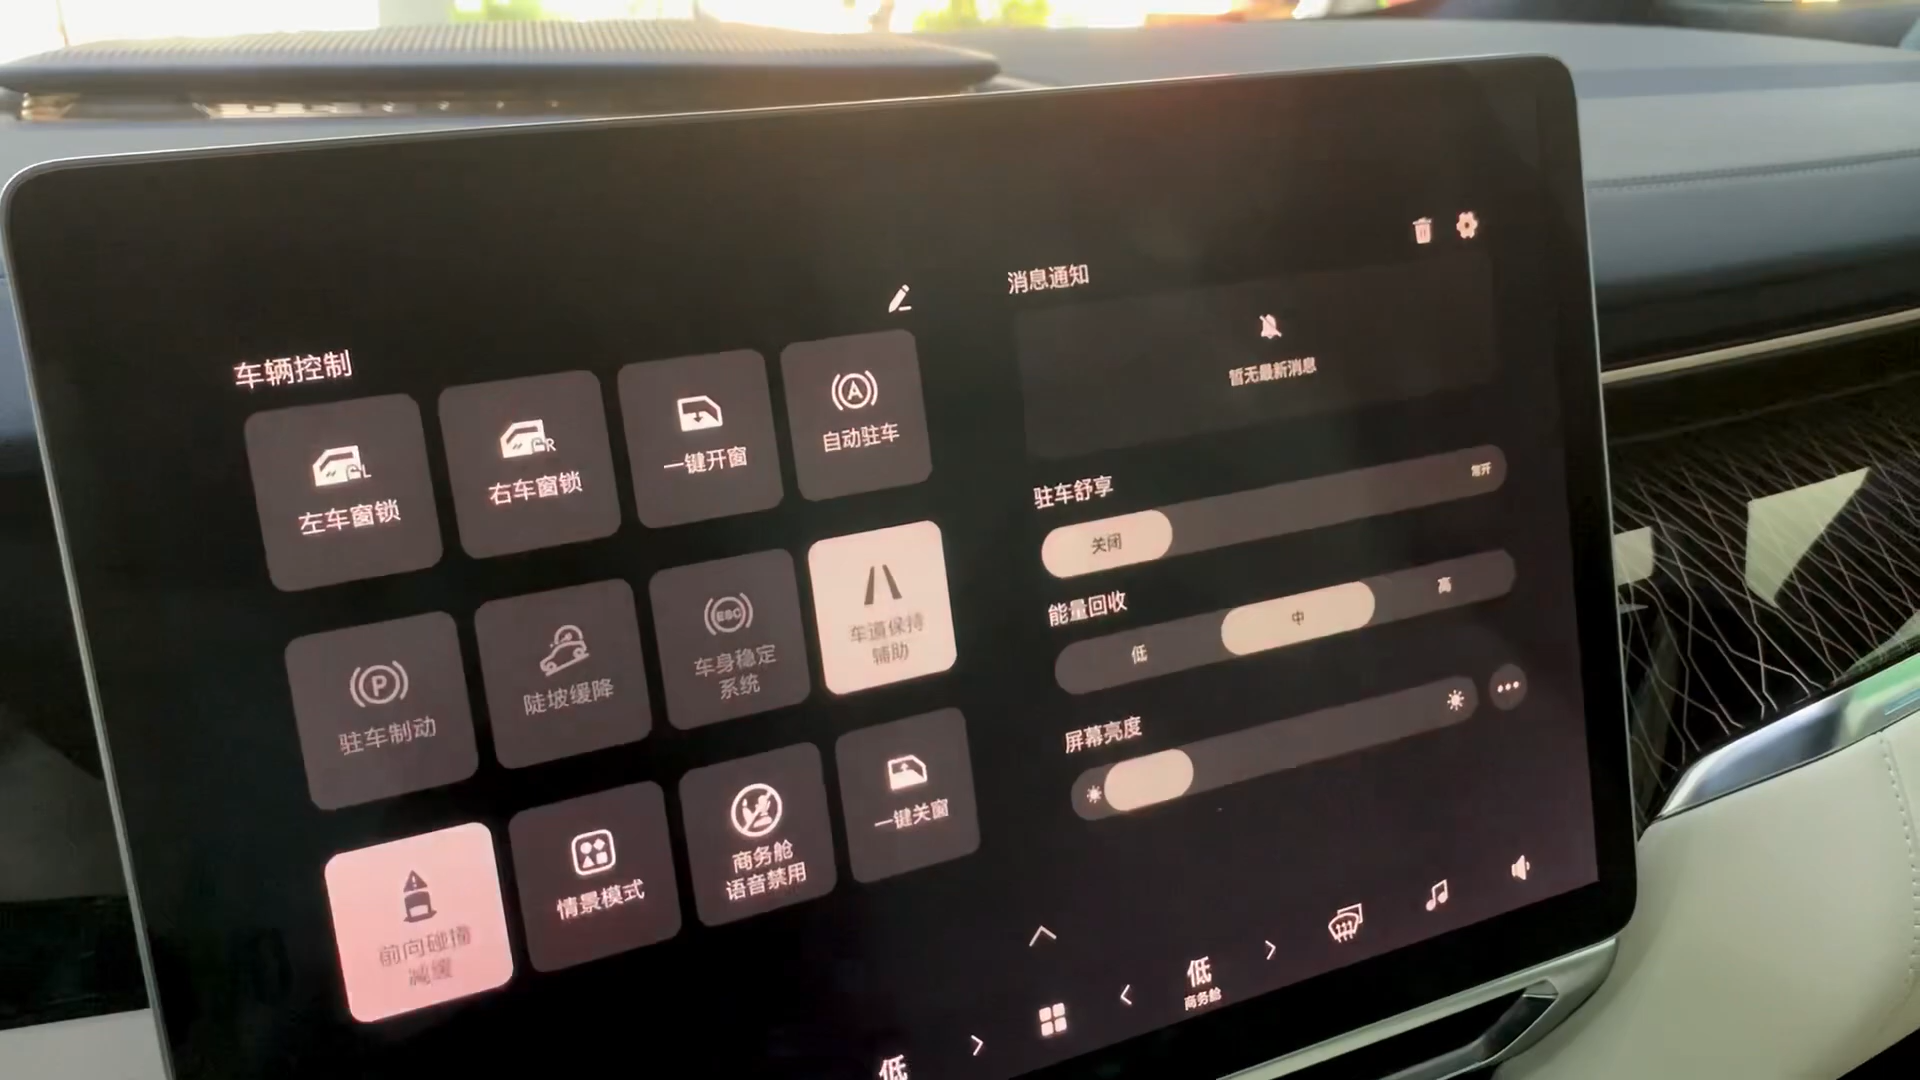 车辆控制
左车窗锁
右车窗锁
一键开窗
自动驻车
驻车制动
陡坡缓降
ESC
车身稳定
系统
车道保持
辅助
前向碰撞
减缓
情景模式
商务舱
语音禁用
一键关窗
消息通知
暂无最新消息
驻车舒享
关闭
常开
能量回收
低
中
高
屏幕亮度
低
低
商务舱